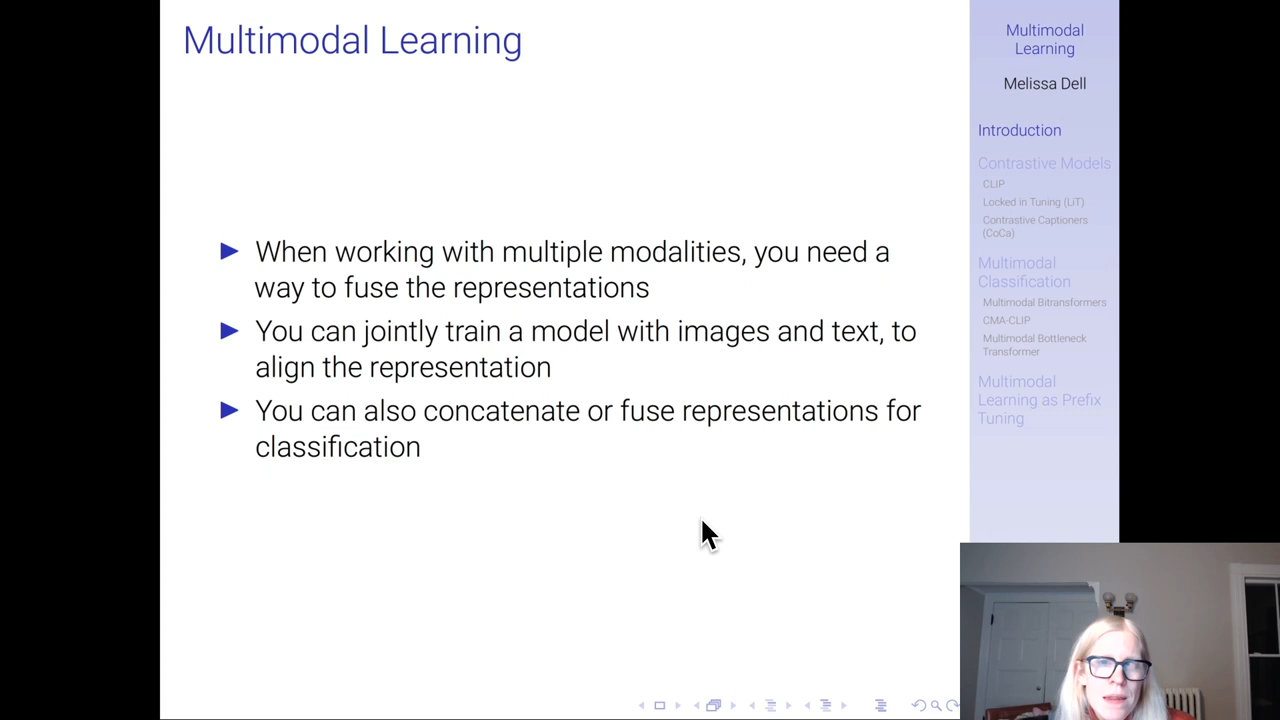 Multimodal Learning
When working with multiple modalities, you need a
way to fuse the representations
You can jointly train a model with images and text, to
align the representation
You can also concatenate or fuse representations for
classification
Multimodal
Learning
Melissa Dell
Introduction
Contrastive Models
CLIP
Locked in Tuning (LiT)
Contrastive Captioners
(CoCa)
Multimodal
Classification
Multimodal Bitransformers
CMA-CLIP
Multimodal Bottleneck
Transformer
Multimodal
Learning as Prefix
Tuning